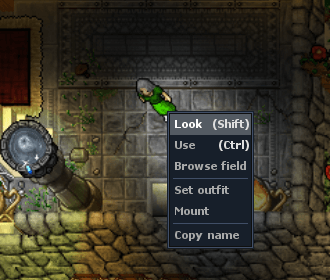 Look (Shift)
Use (Ctrl)
Browse field
Set outfit
Mount
Copy name